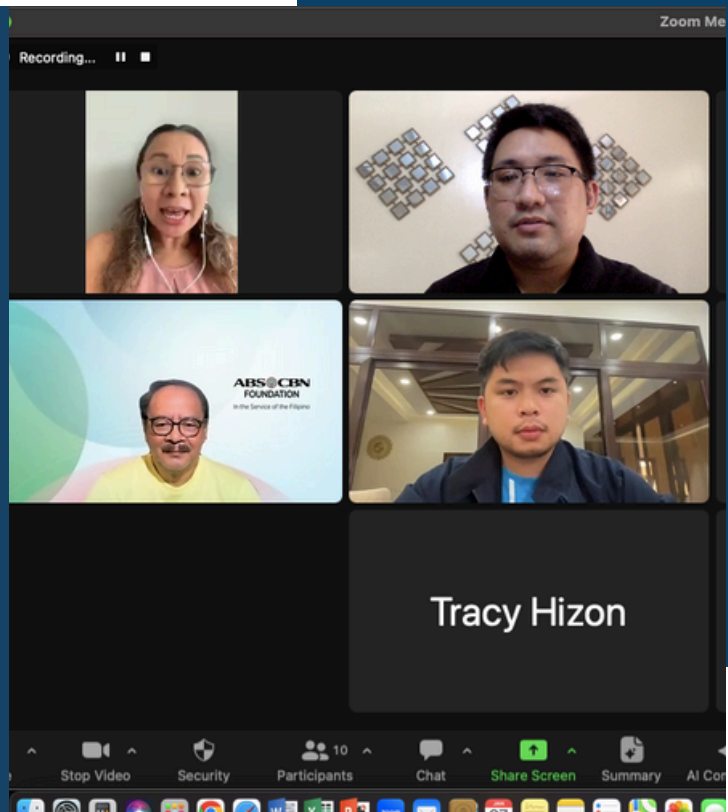 Zoom Me
Recording...
ABS CBN
FOUNDATION
In the Service of the Filipino
Tracy Hizon
10
Stop Video
Security
Participants
Chat
Share Screen
Summary
AI Co